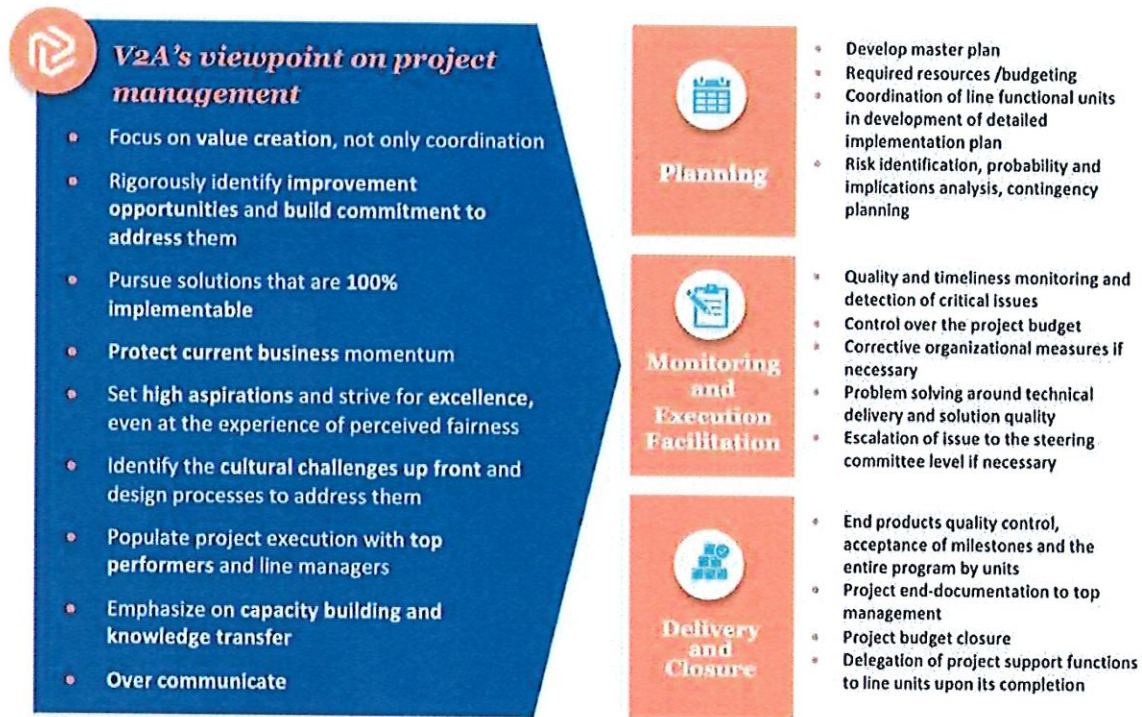 V2A's viewpoint on project
management
• Focus on value creation, not only coordination
• Rigorously identify improvement
opportunities and build commitment to
address them
• Pursue solutions that are 100%
implementable
• Protect current business momentum
• Set high aspirations and strive for excellence,
even at the experience of perceived fairness
• Identify the cultural challenges up front and
design processes to address them
• Populate project execution with top
performers and line managers
• Emphasize on capacity building and
knowledge transfer
• Over communicate
Planning
• Develop master plan
• Required resources /budgeting
• Coordination of line functional units
in development of detailed
implementation plan
• Risk identification, probability and
implications analysis, contingency
planning
Monitoring
and
Execution
Facilitation
• Quality and timeliness monitoring and
detection of critical issues
• Control over the project budget
• Corrective organizational measures if
necessary
• Problem solving around technical
delivery and solution quality
• Escalation of issue to the steering
committee level if necessary
Delivery
and
Closure
• End products quality control,
acceptance of milestones and the
entire program by units
• Project end-documentation to top
management
• Project budget closure
• Delegation of project support functions
to line units upon its completion